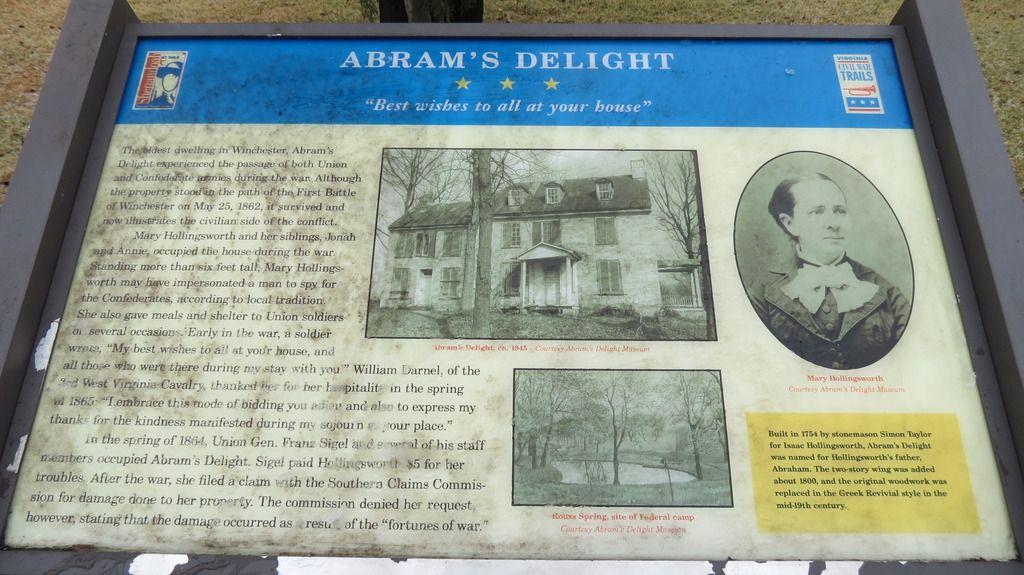 ABRAM'S DELIGHT
"Best wishes to all at your house"
Shenandoah
AT WAR
VIRGINIA
CIVIL WAR
TRAILS
The oldest dwelling in Winchester, Abram's
Delight experienced the passage of both Union
and Confederate armies during the war. Although
the property stood in the path of the First Battle
of Winchester on May 25, 1862, it survived and
now illustrates the civilian side of the conflict.
Mary Hollingsworth and her siblings, Jonah
and Annie, occupied the house during the war.
Standing more than six feet tall, Mary Hollings-
worth may have impersonated a man to spy for
the Confederates, according to local tradition.
She also gave meals and shelter to Union soldiers
on several occasions. Early in the war, a soldier
wrote, "My best wishes to all at your house, and
all those who were there during my stay with you." William Darnel, of the
3rd West Virginia Cavalry, thanked her for her hospitality in the spring
of 1865: "I embrace this mode of bidding you adieu and also to express my
thanks for the kindness manifested during my sojourn at your place."
In the spring of 1864, Union Gen. Franz Sigel and several of his staff
members occupied Abram's Delight. Sigel paid Hollingsworth $5 for her
troubles. After the war, she filed a claim with the Southern Claims Commis-
sion for damage done to her property. The commission denied her request,
however, stating that the damage occurred as a result of the "fortunes of war."
Abram's Delight, ca. 1945 - Courtesy Abram's Delight Museum
Rouss Spring, site of Federal camp
Courtesy Abram's Delight Museum
Mary Hollingsworth
Courtesy Abram's Delight Museum
Built in 1754 by stonemason Simon Taylor
for Isaac Hollingsworth, Abram's Delight
was named for Hollingsworth's father,
Abraham. The two-story wing was added
about 1800, and the original woodwork was
replaced in the Greek Revivial style in the
mid-19th century.